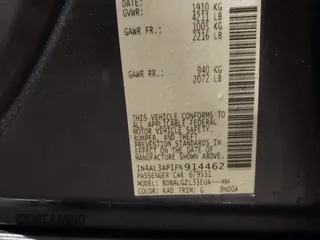 DATE:
GVWR: 1910 KG
4211 LB
GAWR FR.: 1005 KG
2216 LB
GAWR RR.: 940 KG
2072 LB
THIS VEHICLE CONFORMS TO ALL
APPLICABLE FEDERAL
MOTOR VEHICLE SAFETY,
BUMPER, AND THEFT
PREVENTION STANDARDS IN
EFFECT ON THE DATE OF
MANUFACTURE SHOWN ABOVE.
1N4AL3AP1FN914462
PASSENGER CAR
COLOR: KAD TRIM: G
DREAMBID